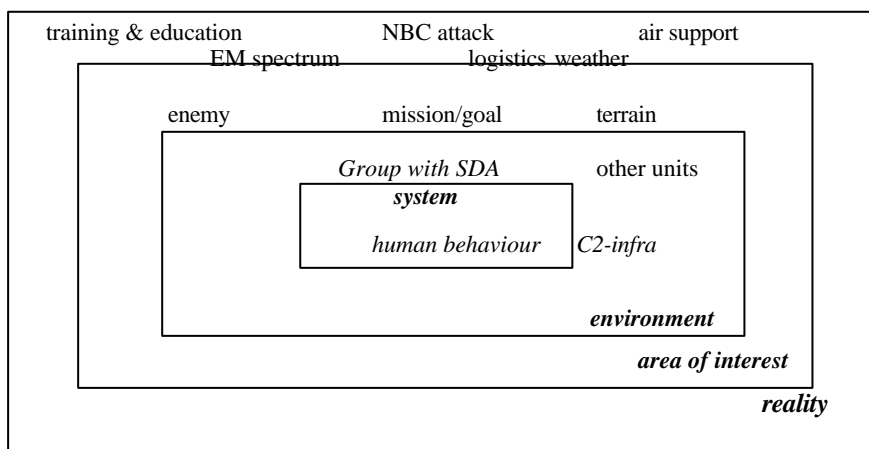 training & education NBC attack air support
EM spectrum logistics weather
enemy mission/goal terrain
Group with SDA other units
system
human behaviour C2-infra
environment
area of interest
reality